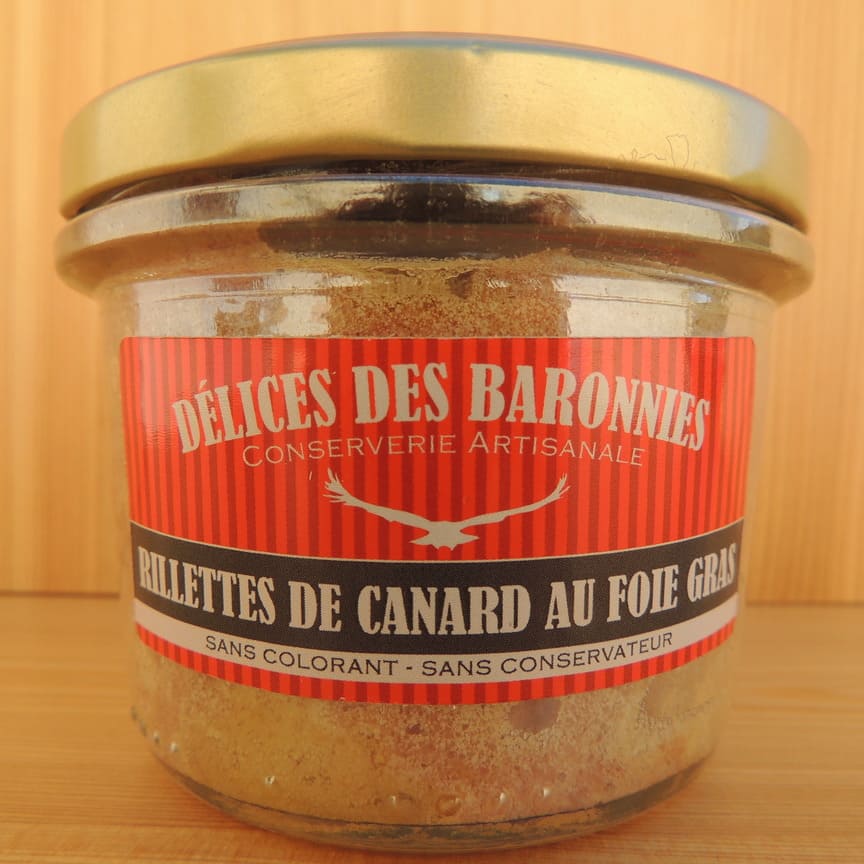 DÉLICES DES BARONNIES
CONSERVERIE ARTISANALE
RILLETTES DE CANARD AU FOIE GRAS
SANS COLORANT - SANS CONSERVATEUR